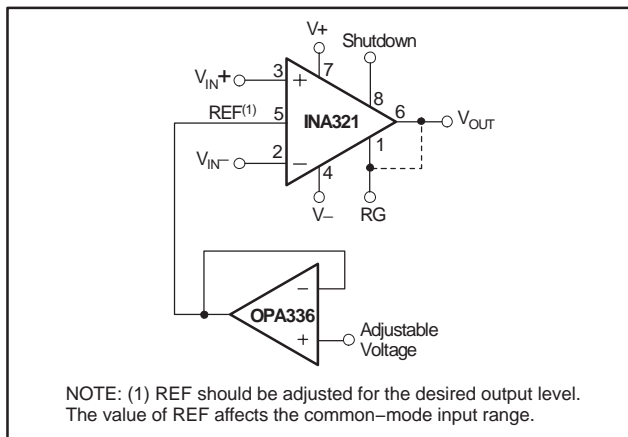 V+
Shutdown
VIN+
3
+
7
8
REF(1)
5
INA321
6
VOUT
1
VIN−
2
−
4
V−
RG
−
OPA336
+
Adjustable
Voltage
NOTE: (1) REF should be adjusted for the desired output level.
The value of REF affects the common−mode input range.